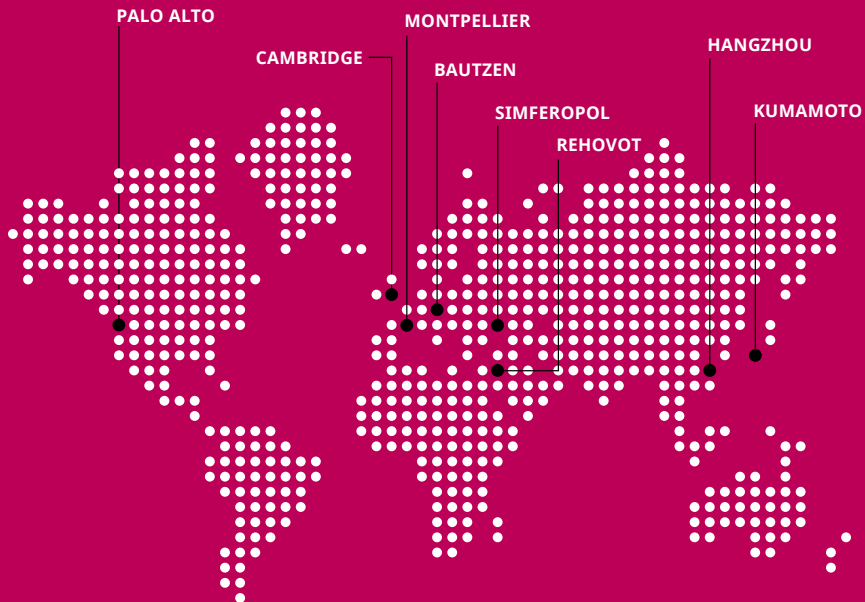 PALO ALTO
MONTPELLIER
CAMBRIDGE
BAUTZEN
HANGZHOU
SIMFEROPOL
KUMAMOTO
REHOVOT